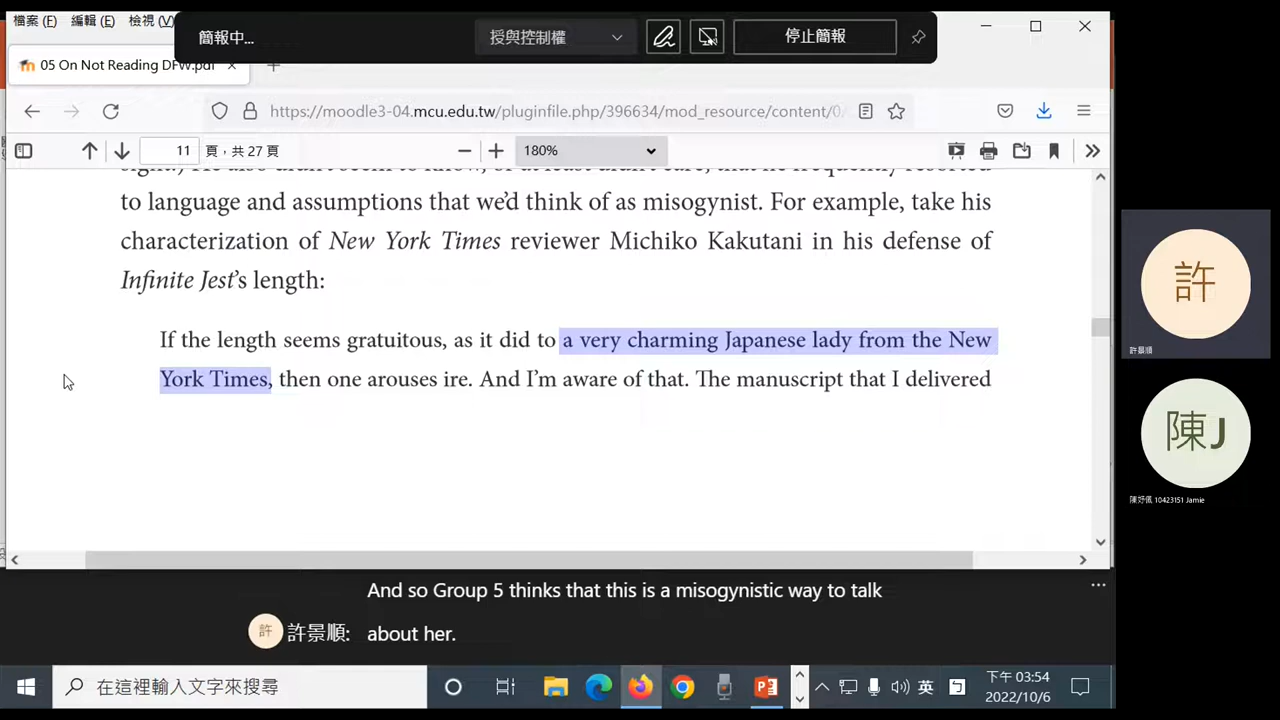 檔案 (F) 編輯 (E) 檢視 (V)
簡報中...
授與控制權
停止簡報
05 On Not Reading DFW.pdf
https://moodle3-04.mcu.edu.tw/pluginfile.php/396634/mod_resource/content/0/
11 頁,共 27 頁
180%
to language and assumptions that we'd think of as misogynist. For example, take his
characterization of New York Times reviewer Michiko Kakutani in his defense of
Infinite Jest's length:
If the length seems gratuitous, as it did to a very charming Japanese lady from the New
York Times, then one arouses ire. And I'm aware of that. The manuscript that I delivered
許
許景順
陳J
陳妤佩 10423151 Jamie
And so Group 5 thinks that this is a misogynistic way to talk
許 許景順: about her.
在這裡輸入文字來搜尋
英
下午 03:54
2022/10/6